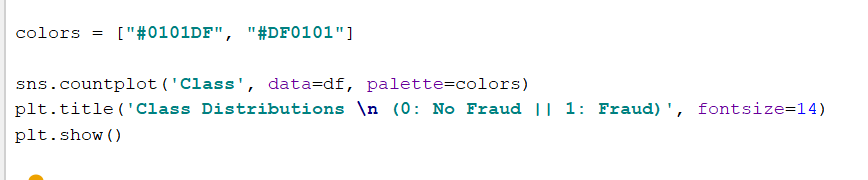 colors = ["#0101DF", "#DF0101"]
sns.countplot('Class', data=df, palette=colors)
plt.title('Class Distributions \n (0: No Fraud || 1: Fraud)', fontsize=14)
plt.show()